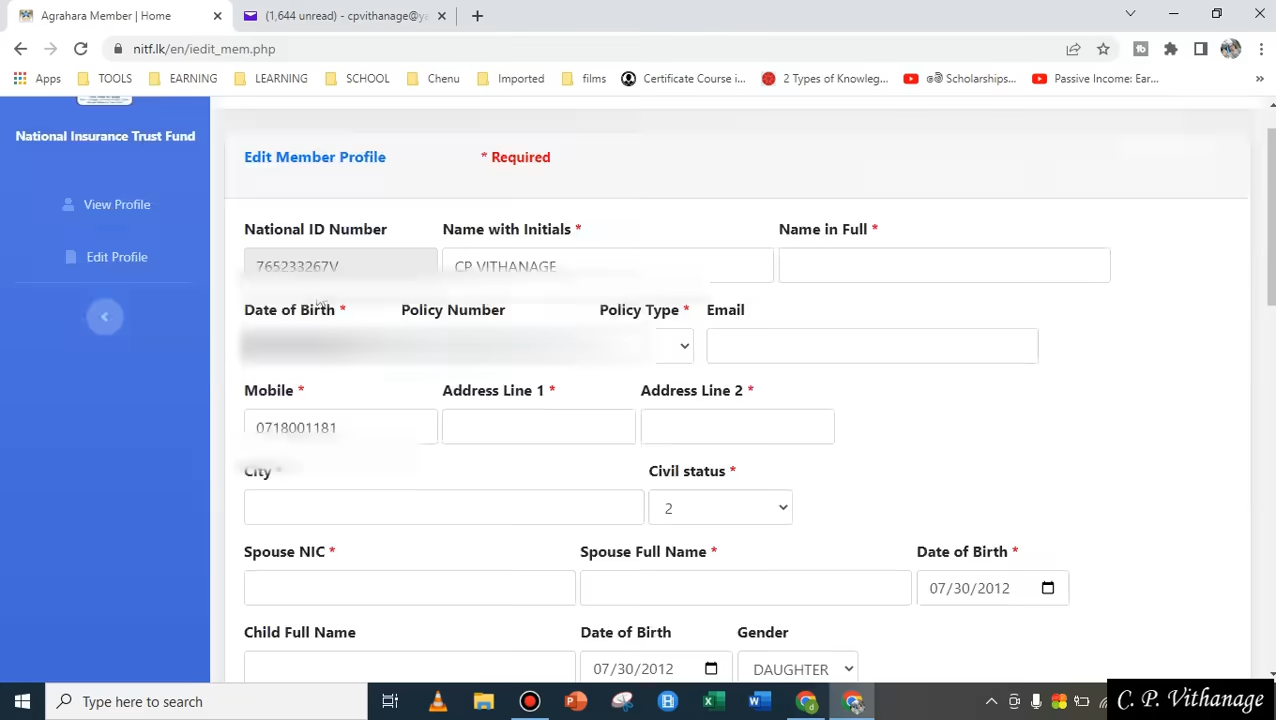 Agrahara Member | Home
(1,644 unread) - cpvithanage@ya
nitf.lk/en/iedit_mem.php
Apps TOOLS EARNING LEARNING SCHOOL Chenu Imported films Certificate Course i... 2 Types of Knowleg... අපි Scholarships... Passive Income: Ear... »
National Insurance Trust Fund
View Profile
Edit Profile
Edit Member Profile * Required
National ID Number Name with Initials * Name in Full *
765233267V CP VITHANAGE
Date of Birth * Policy Number Policy Type * Email
Mobile * Address Line 1 * Address Line 2 *
0718001181
City * Civil status *
2
Spouse NIC * Spouse Full Name * Date of Birth *
07/30/2012
Child Full Name Date of Birth Gender
07/30/2012 DAUGHTER
Type here to search
C. P. Vithanage